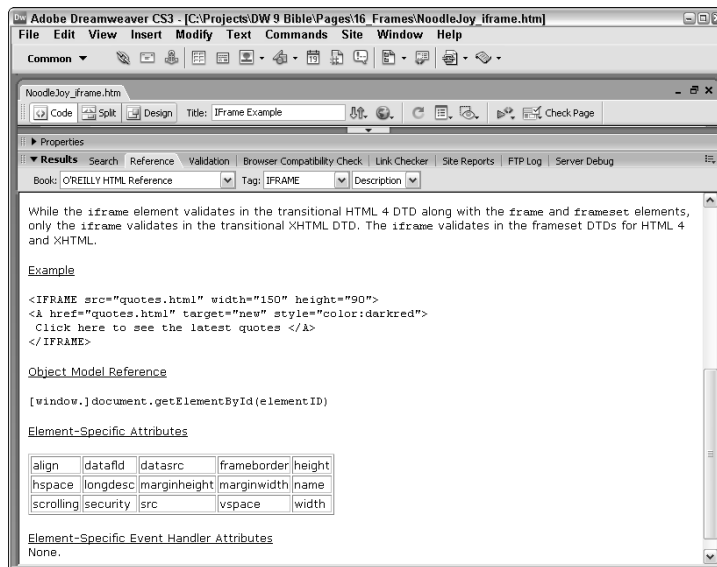 Dw Adobe Dreamweaver CS3 - [C:\Projects\DW 9 Bible\Pages\16_Frames\NoodleJoy_iframe.htm]
File Edit View Insert Modify Text Commands Site Window Help
Common
NoodleJoy_iframe.htm
Code Split Design Title: IFrame Example Check Page
Properties
Results Search Reference Validation Browser Compatibility Check Link Checker Site Reports FTP Log Server Debug
Book: O'REILLY HTML Reference Tag: IFRAME Description
While the iframe element validates in the transitional HTML 4 DTD along with the frame and frameset elements,
only the iframe validates in the transitional XHTML DTD. The iframe validates in the frameset DTDs for HTML 4
and XHTML.
Example
<IFRAME src="quotes.html" width="150" height="90">
<A href="quotes.html" target="new" style="color:darkred">
Click here to see the latest quotes </A>
</IFRAME>
Object Model Reference
[window.]document.getElementById(elementID)
Element-Specific Attributes
align datafld datasrc frameborder height
hspace longdesc marginheight marginwidth name
scrolling security src vspace width
Element-Specific Event Handler Attributes
None.